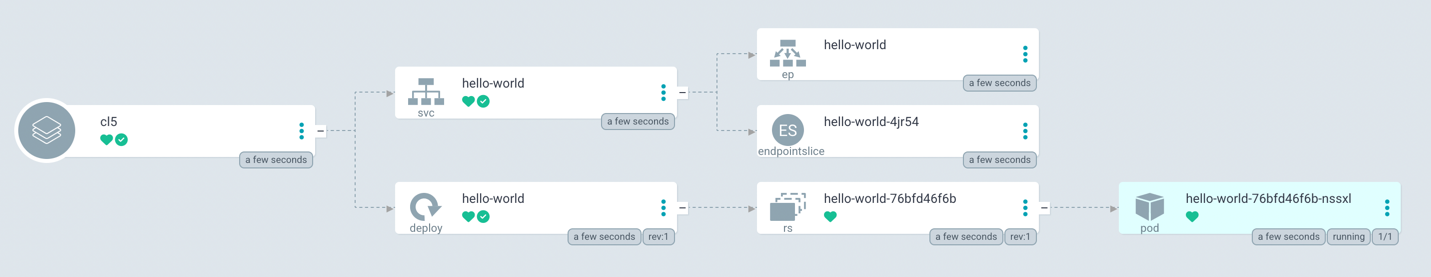 cl5
a few seconds
hello-world
svc
a few seconds
hello-world
deploy
a few seconds rev:1
hello-world
ep
a few seconds
ES
hello-world-4jr54
endpointslice
a few seconds
hello-world-76bfd46f6b
rs
a few seconds rev:1
hello-world-76bfd46f6b-nssxl
pod
a few seconds running 1/1